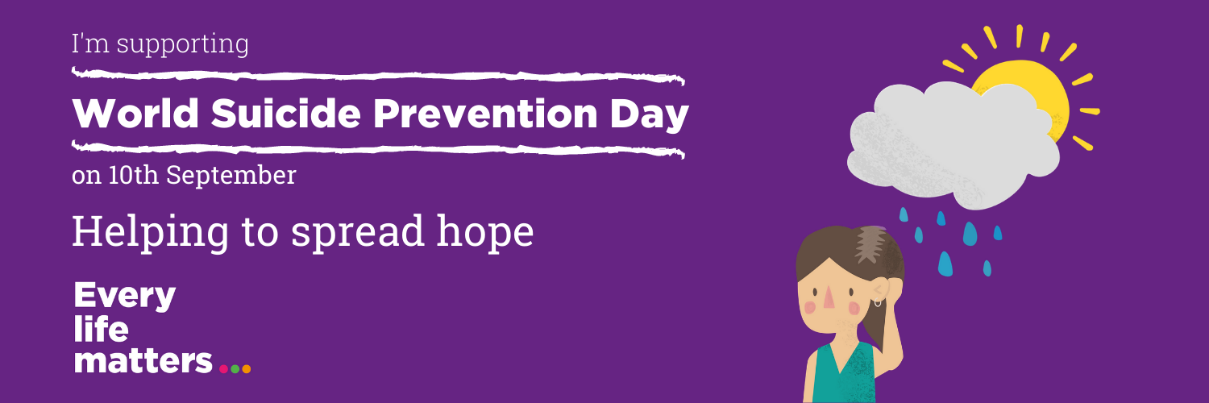 I'm supporting
World Suicide Prevention Day
on 10th September
Helping to spread hope
Every
life
matters...